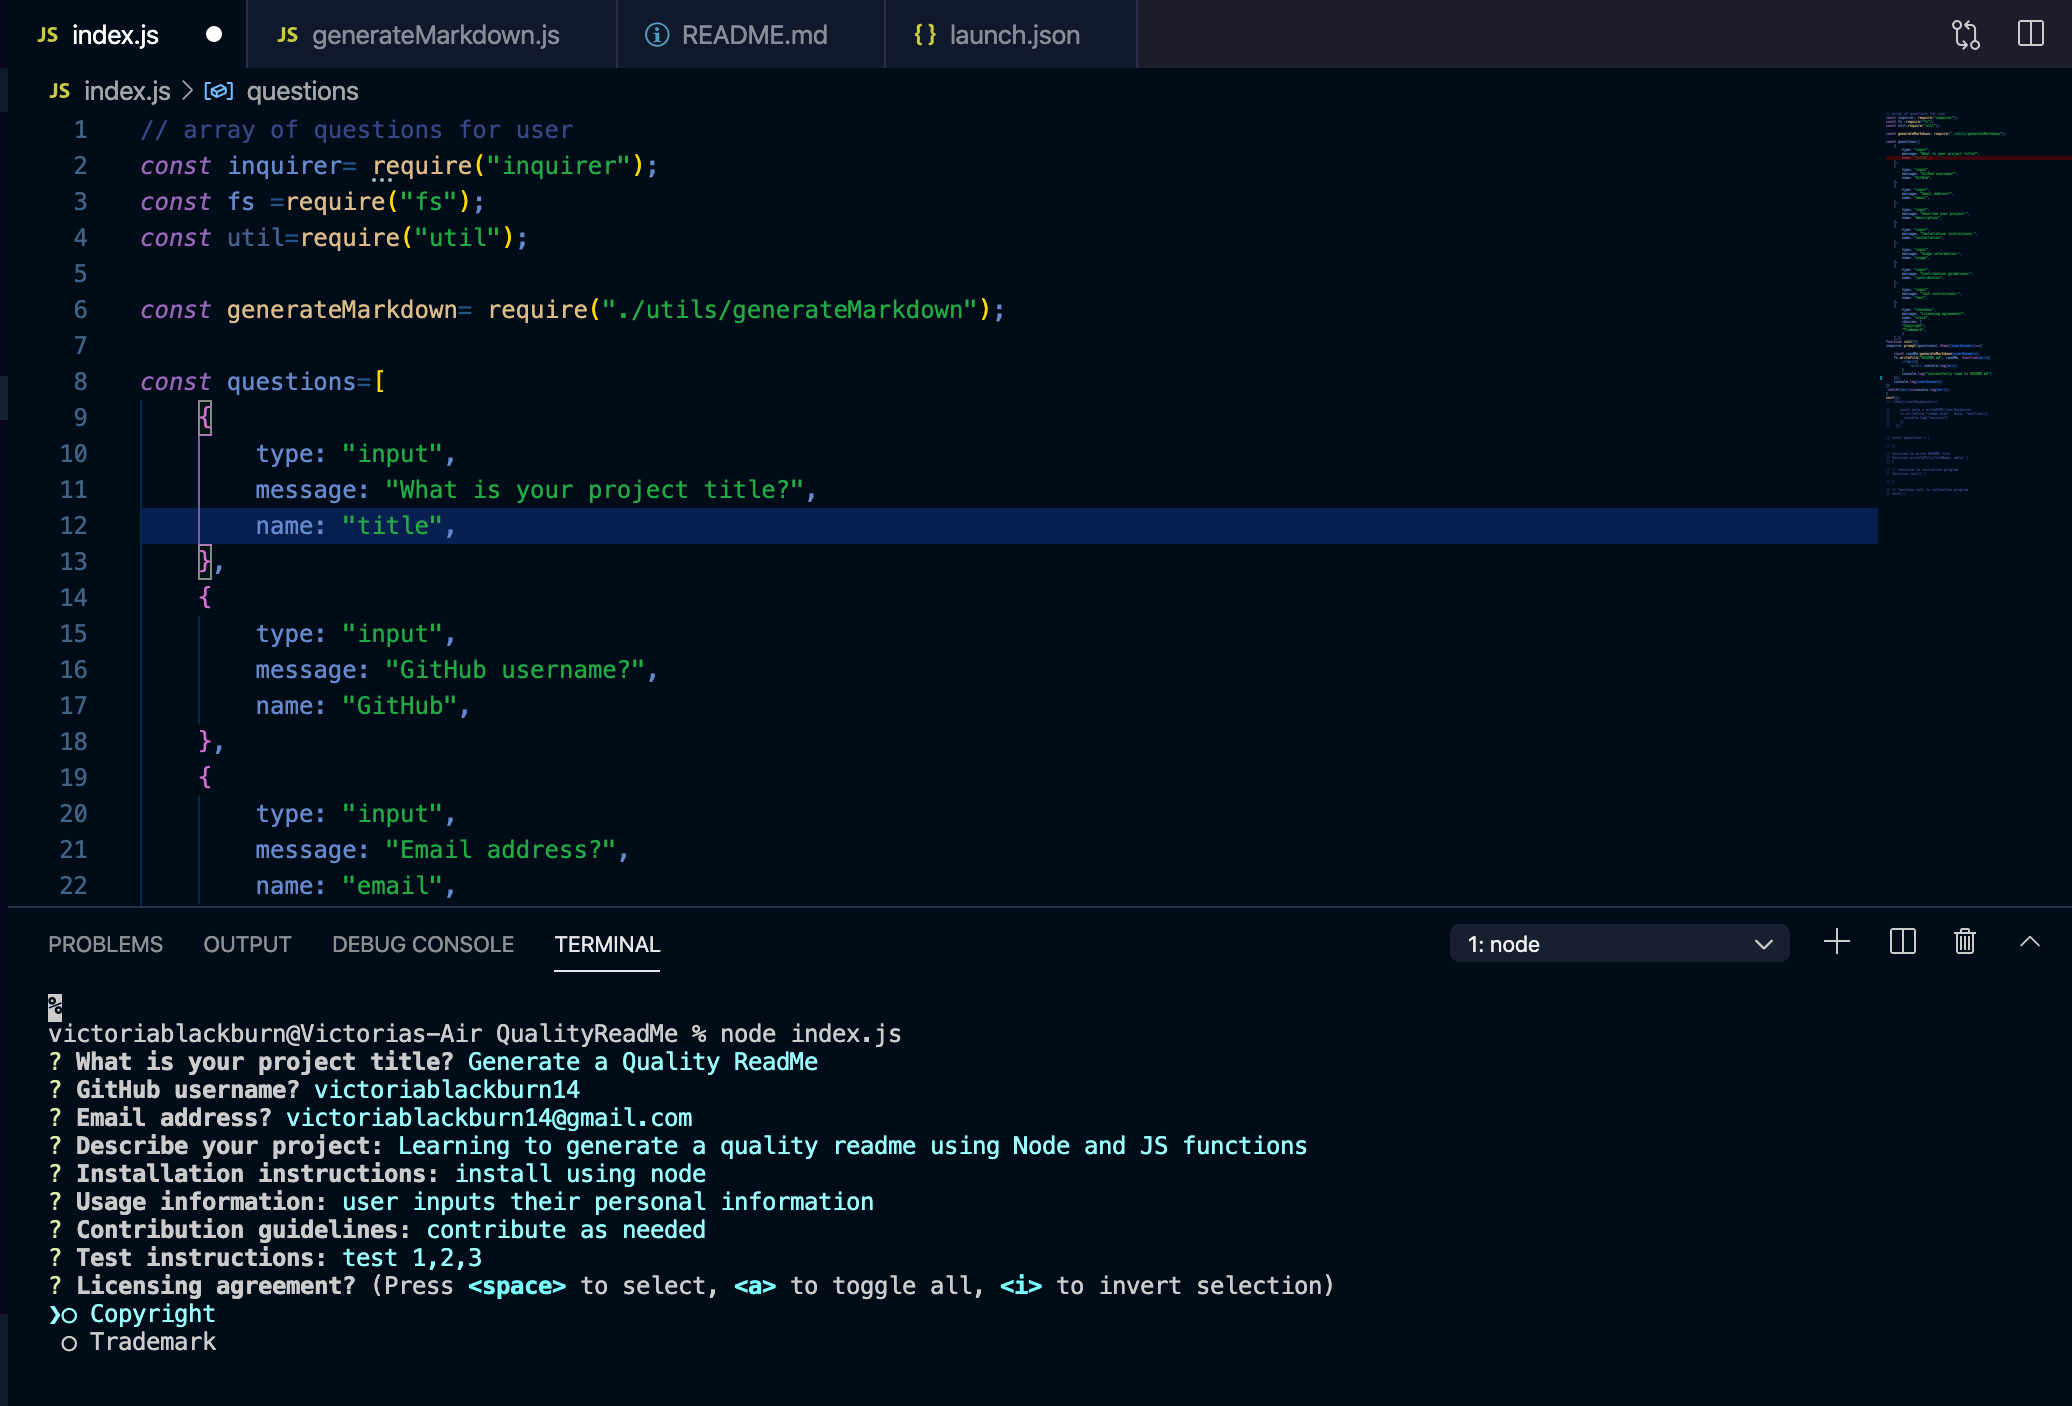 JS index.js
JS generateMarkdown.js
README.md
{} launch.json
JS index.js > questions
1 // array of questions for user
2 const inquirer= require("inquirer");
3 const fs =require("fs");
4 const util=require("util");
5
6 const generateMarkdown= require("./utils/generateMarkdown");
7
8 const questions=[
9 {
10 type: "input",
11 message: "What is your project title?",
12 name: "title",
13 },
14 {
15 type: "input",
16 message: "GitHub username?",
17 name: "GitHub",
18 },
19 {
20 type: "input",
21 message: "Email address?",
22 name: "email",
PROBLEMS OUTPUT DEBUG CONSOLE TERMINAL 1: node
%
victoriablackburn@Victorias-Air QualityReadMe % node index.js
? What is your project title? Generate a Quality ReadMe
? GitHub username? victoriablackburn14
? Email address? victoriablackburn14@gmail.com
? Describe your project: Learning to generate a quality readme using Node and JS functions
? Installation instructions: install using node
? Usage information: user inputs their personal information
? Contribution guidelines: contribute as needed
? Test instructions: test 1,2,3
? Licensing agreement? (Press <space> to select, <a> to toggle all, <i> to invert selection)
❯○ Copyright
○ Trademark